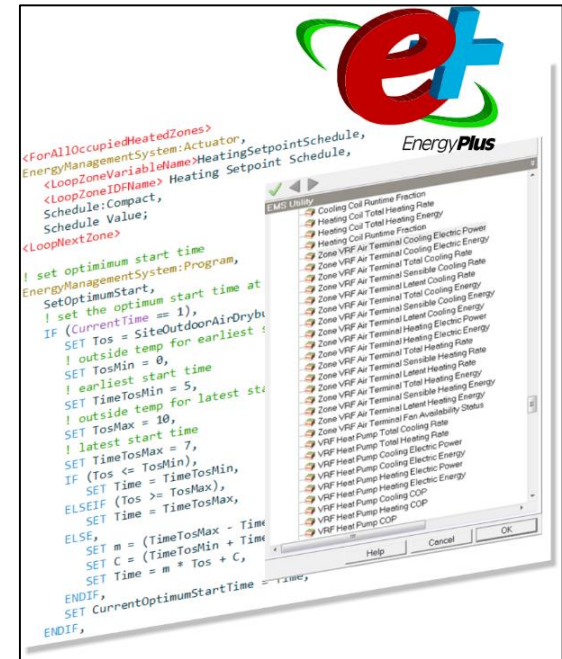 e+
EnergyPlus
<ForAllOccupiedHeatedZones>
EnergyManagementSystem:Actuator,
<LoopZoneVariableName>HeatingSetpointSchedule,
<LoopZoneIDFName> Heating Setpoint Schedule,
Schedule:Compact,
Schedule Value;
<LoopNextZone>
! set optimimum start time
EnergyManagementSystem:Program,
SetOptimumStart,
! set the optimum start time at
IF (CurrentTime == 1),
SET Tos = SiteOutdoorAirDrybu
! outside temp for earliest s
SET TosMin = 0,
! earliest start time
SET TimeTosMin = 5,
! outside temp for latest sta
SET TosMax = 10,
! latest start time
SET TimeTosMax = 7,
IF (Tos <= TosMin),
SET Time = TimeTosMin,
ELSEIF (Tos >= TosMax),
SET Time = TimeTosMax,
ELSE,
SET m = (TimeTosMax - Time
SET C = (TimeTosMin + Time
SET Time = m * Tos + C,
ENDIF,
SET CurrentOptimumStartTime = Time,
ENDIF,
EMS Utility
Cooling Coil Runtime Fraction
Heating Coil Total Heating Rate
Heating Coil Total Heating Energy
Heating Coil Runtime Fraction
Zone VRF Air Terminal Cooling Electric Power
Zone VRF Air Terminal Cooling Electric Energy
Zone VRF Air Terminal Total Cooling Rate
Zone VRF Air Terminal Sensible Cooling Rate
Zone VRF Air Terminal Latent Cooling Rate
Zone VRF Air Terminal Total Cooling Energy
Zone VRF Air Terminal Sensible Cooling Energy
Zone VRF Air Terminal Latent Cooling Energy
Zone VRF Air Terminal Heating Electric Power
Zone VRF Air Terminal Heating Electric Energy
Zone VRF Air Terminal Total Heating Rate
Zone VRF Air Terminal Sensible Heating Rate
Zone VRF Air Terminal Latent Heating Rate
Zone VRF Air Terminal Total Heating Energy
Zone VRF Air Terminal Sensible Heating Energy
Zone VRF Air Terminal Latent Heating Energy
Zone VRF Air Terminal Fan Availability Status
VRF Heat Pump Total Cooling Rate
VRF Heat Pump Total Heating Rate
VRF Heat Pump Cooling Electric Power
VRF Heat Pump Cooling Electric Energy
VRF Heat Pump Heating Electric Power
VRF Heat Pump Heating Electric Energy
VRF Heat Pump Cooling COP
VRF Heat Pump Heating COP
VRF Heat Pump COP
Help
Cancel
OK